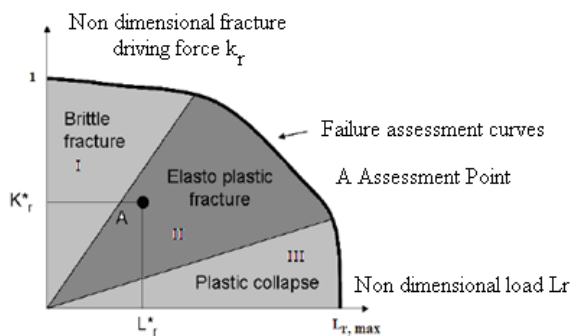 Non dimensional fracture
driving force kr
1
Brittle
fracture
I
Failure assessment curves
Elasto plastic
fracture
A Assessment Point
K*r
A
II
III
Plastic collapse
Non dimensional load Lr
L*r
Lr, max